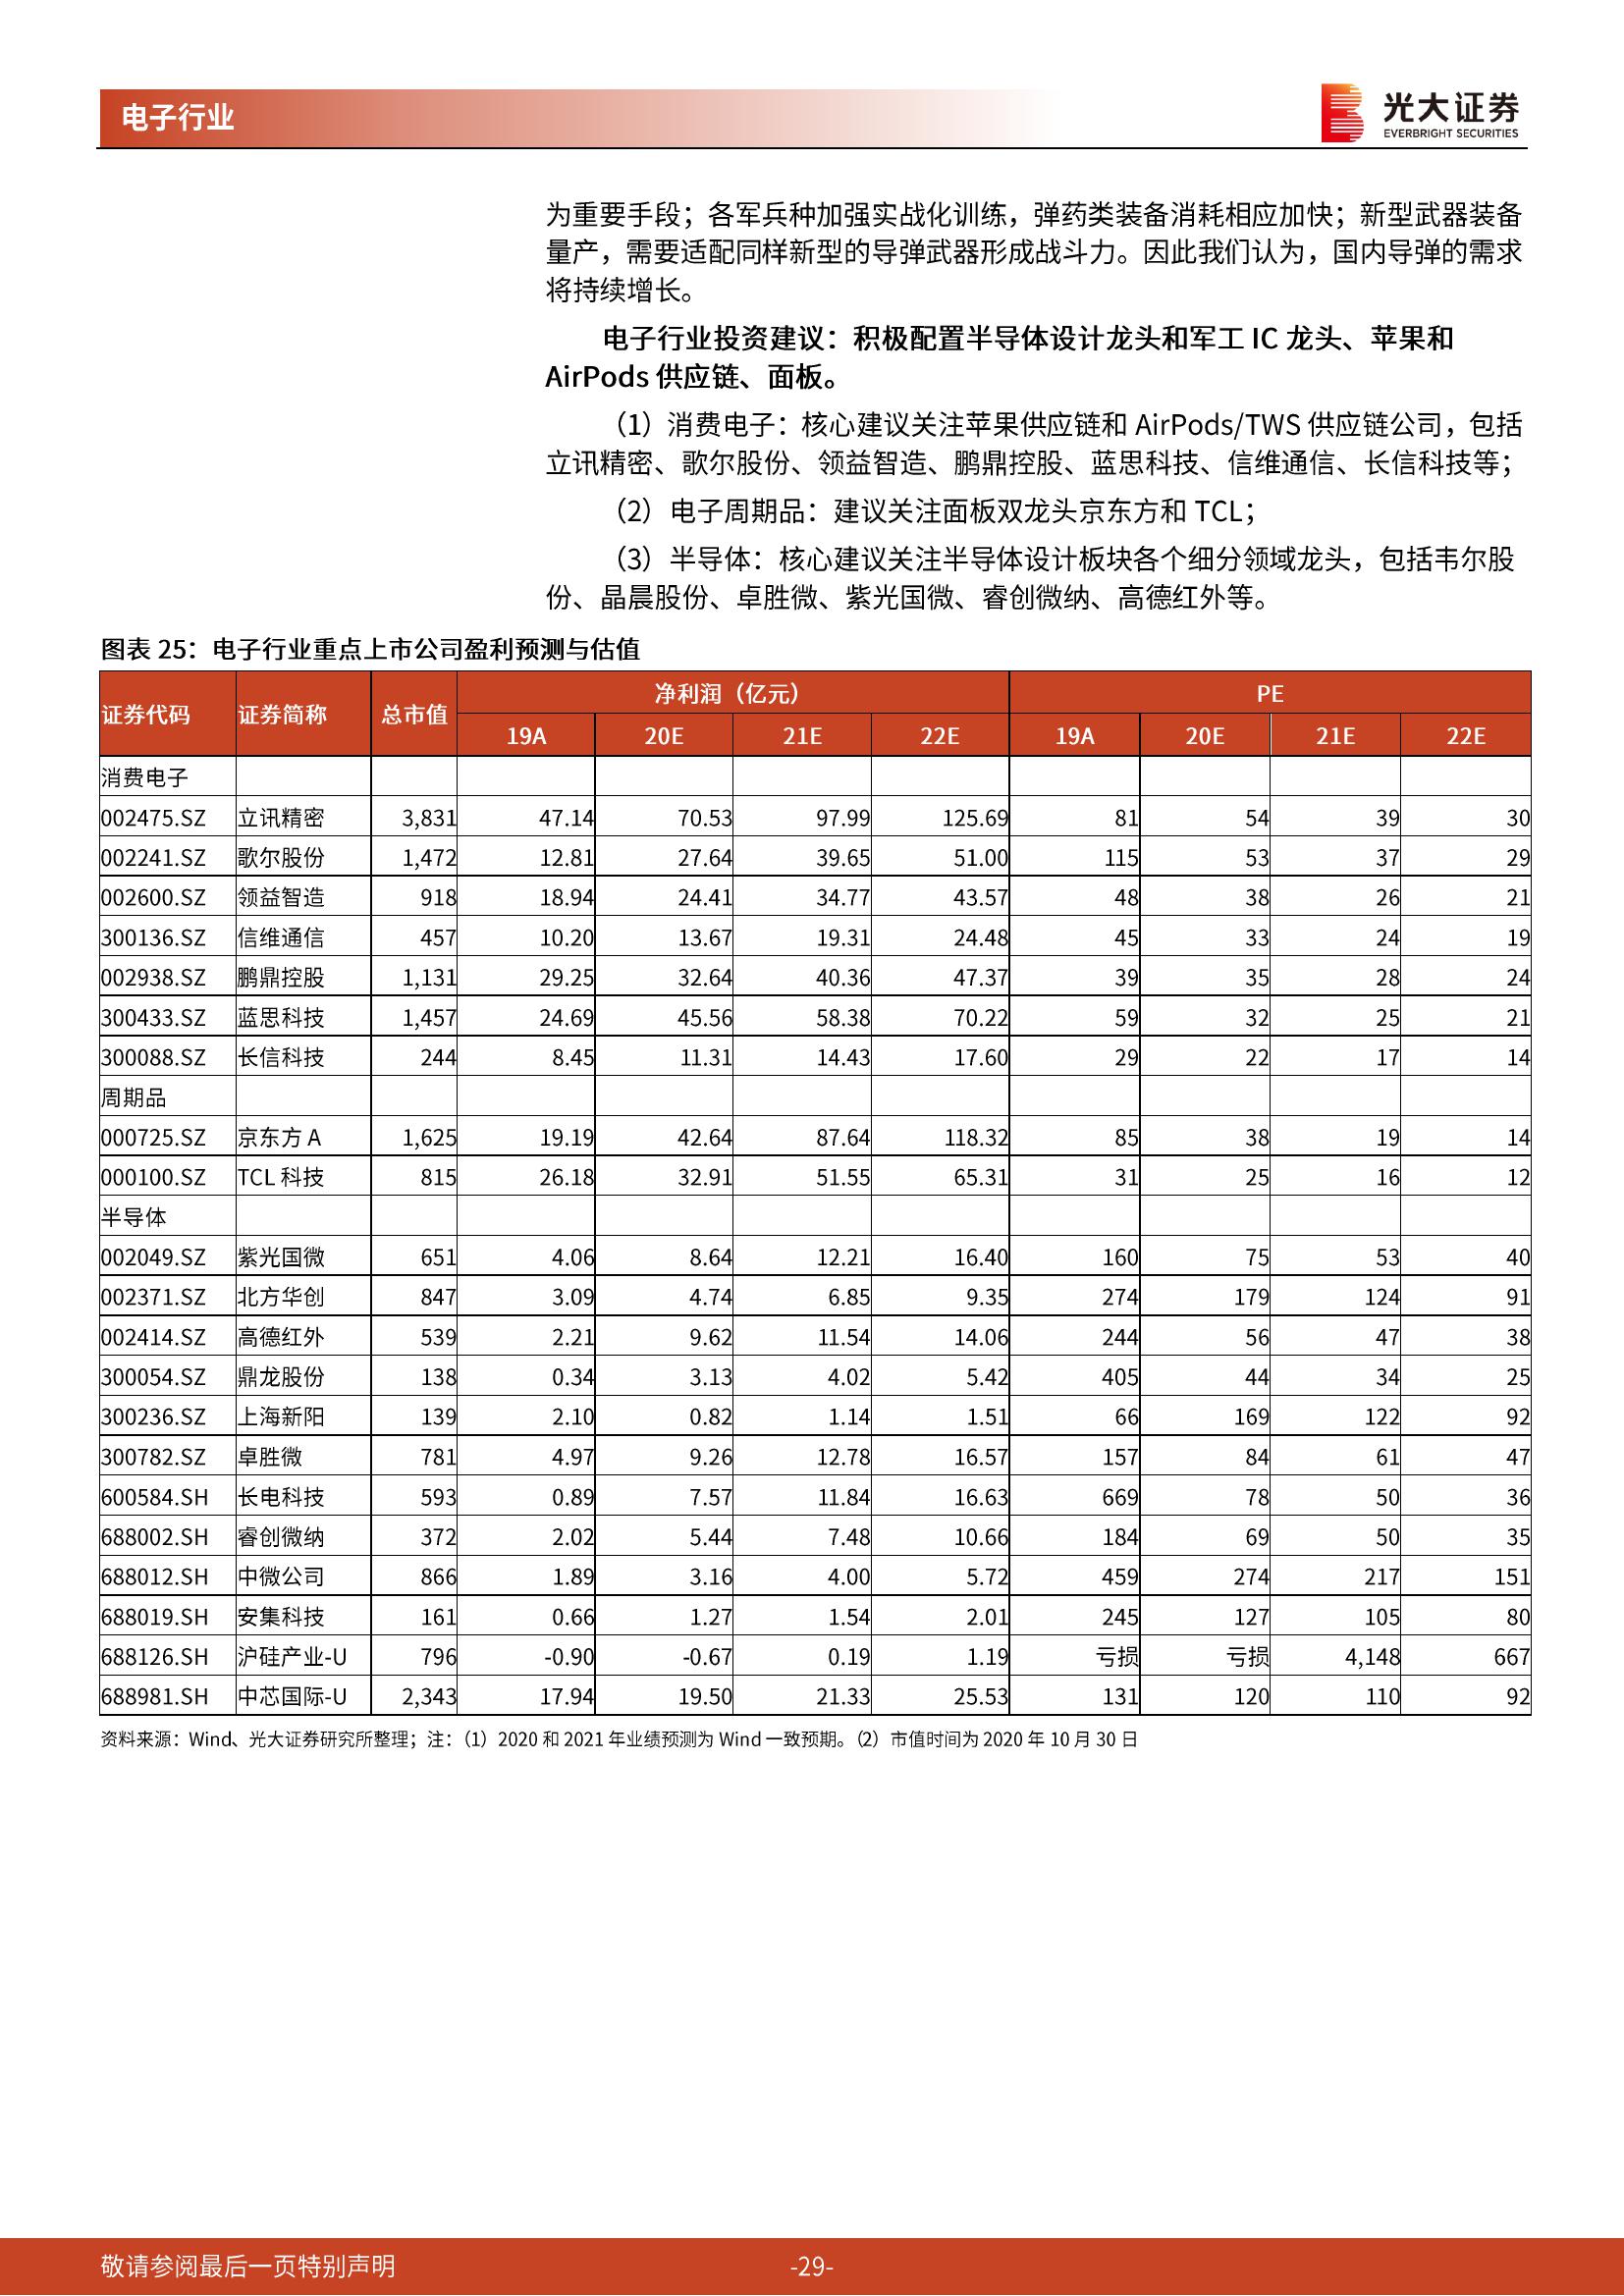 电子行业
光大证券
EVERBRIGHT SECURITIES
为重要手段；各军兵种加强实战化训练，弹药类装备消耗相应加快；新型武器装备
量产，需要适配同样新型的导弹武器形成战斗力。因此我们认为，国内导弹的需求
将持续增长。
电子行业投资建议：积极配置半导体设计龙头和军工 IC 龙头、苹果和
AirPods 供应链、面板。
（1）消费电子：核心建议关注苹果供应链和 AirPods/TWS 供应链公司，包括
立讯精密、歌尔股份、领益智造、鹏鼎控股、蓝思科技、信维通信、长信科技等；
（2）电子周期品：建议关注面板双龙头京东方和 TCL；
（3）半导体：核心建议关注半导体设计板块各个细分领域龙头，包括韦尔股
份、晶晨股份、卓胜微、紫光国微、睿创微纳、高德红外等。
图表 25：电子行业重点上市公司盈利预测与估值
证券代码 证券简称 总市值 净利润（亿元） PE
19A 20E 21E 22E 19A 20E 21E 22E
消费电子
002475.SZ 立讯精密 3,831 47.14 70.53 97.99 125.69 81 54 39 30
002241.SZ 歌尔股份 1,472 12.81 27.64 39.65 51.00 115 53 37 29
002600.SZ 领益智造 918 18.94 24.41 34.77 43.57 48 38 26 21
300136.SZ 信维通信 457 10.20 13.67 19.31 24.48 45 33 24 19
002938.SZ 鹏鼎控股 1,131 29.25 32.64 40.36 47.37 39 35 28 24
300433.SZ 蓝思科技 1,457 24.69 45.56 58.38 70.22 59 32 25 21
300088.SZ 长信科技 244 8.45 11.31 14.43 17.60 29 22 17 14
周期品
000725.SZ 京东方 A 1,625 19.19 42.64 87.64 118.32 85 38 19 14
000100.SZ TCL 科技 815 26.18 32.91 51.55 65.31 31 25 16 12
半导体
002049.SZ 紫光国微 651 4.06 8.64 12.21 16.40 160 75 53 40
002371.SZ 北方华创 847 3.09 4.74 6.85 9.35 274 179 124 91
002414.SZ 高德红外 539 2.21 9.62 11.54 14.06 244 56 47 38
300054.SZ 鼎龙股份 138 0.34 3.13 4.02 5.42 405 44 34 25
300236.SZ 上海新阳 139 2.10 0.82 1.14 1.51 66 169 122 92
300782.SZ 卓胜微 781 4.97 9.26 12.78 16.57 157 84 61 47
600584.SH 长电科技 593 0.89 7.57 11.84 16.63 669 78 50 36
688002.SH 睿创微纳 372 2.02 5.44 7.48 10.66 184 69 50 35
688012.SH 中微公司 866 1.89 3.16 4.00 5.72 459 274 217 151
688019.SH 安集科技 161 0.66 1.27 1.54 2.01 245 127 105 80
688126.SH 沪硅产业-U 796 -0.90 -0.67 0.19 1.19 亏损 亏损 4,148 667
688981.SH 中芯国际-U 2,343 17.94 19.50 21.33 25.53 131 120 110 92
资料来源：Wind、光大证券研究所整理；注：（1）2020 和 2021 年业绩预测为 Wind 一致预期。（2）市值时间为 2020 年 10 月 30 日
敬请参阅最后一页特别声明
-29-